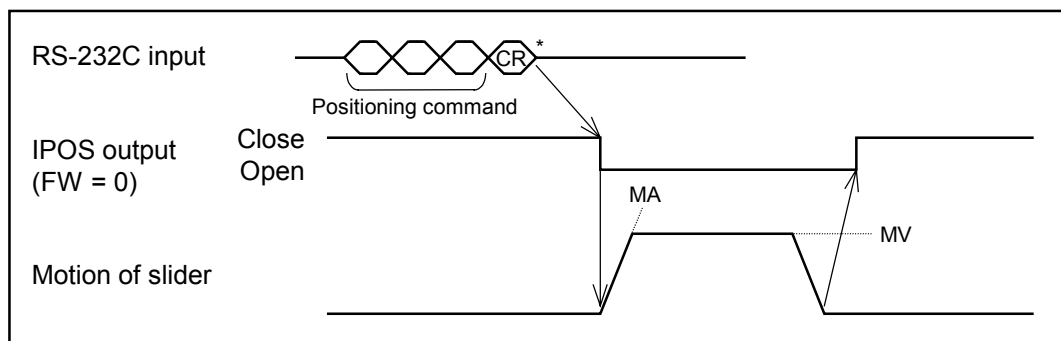 RS-232C input
CR *
Positioning command
IPOS output
(FW = 0)
Close
Open
MA
MV
Motion of slider